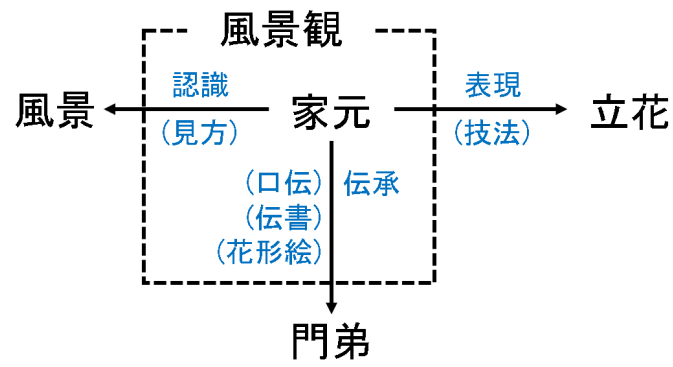 風景観
認識
表現
風景
家元
立花
(見方)
(技法)
(口伝) 伝承
(伝書)
(花形絵)
門弟